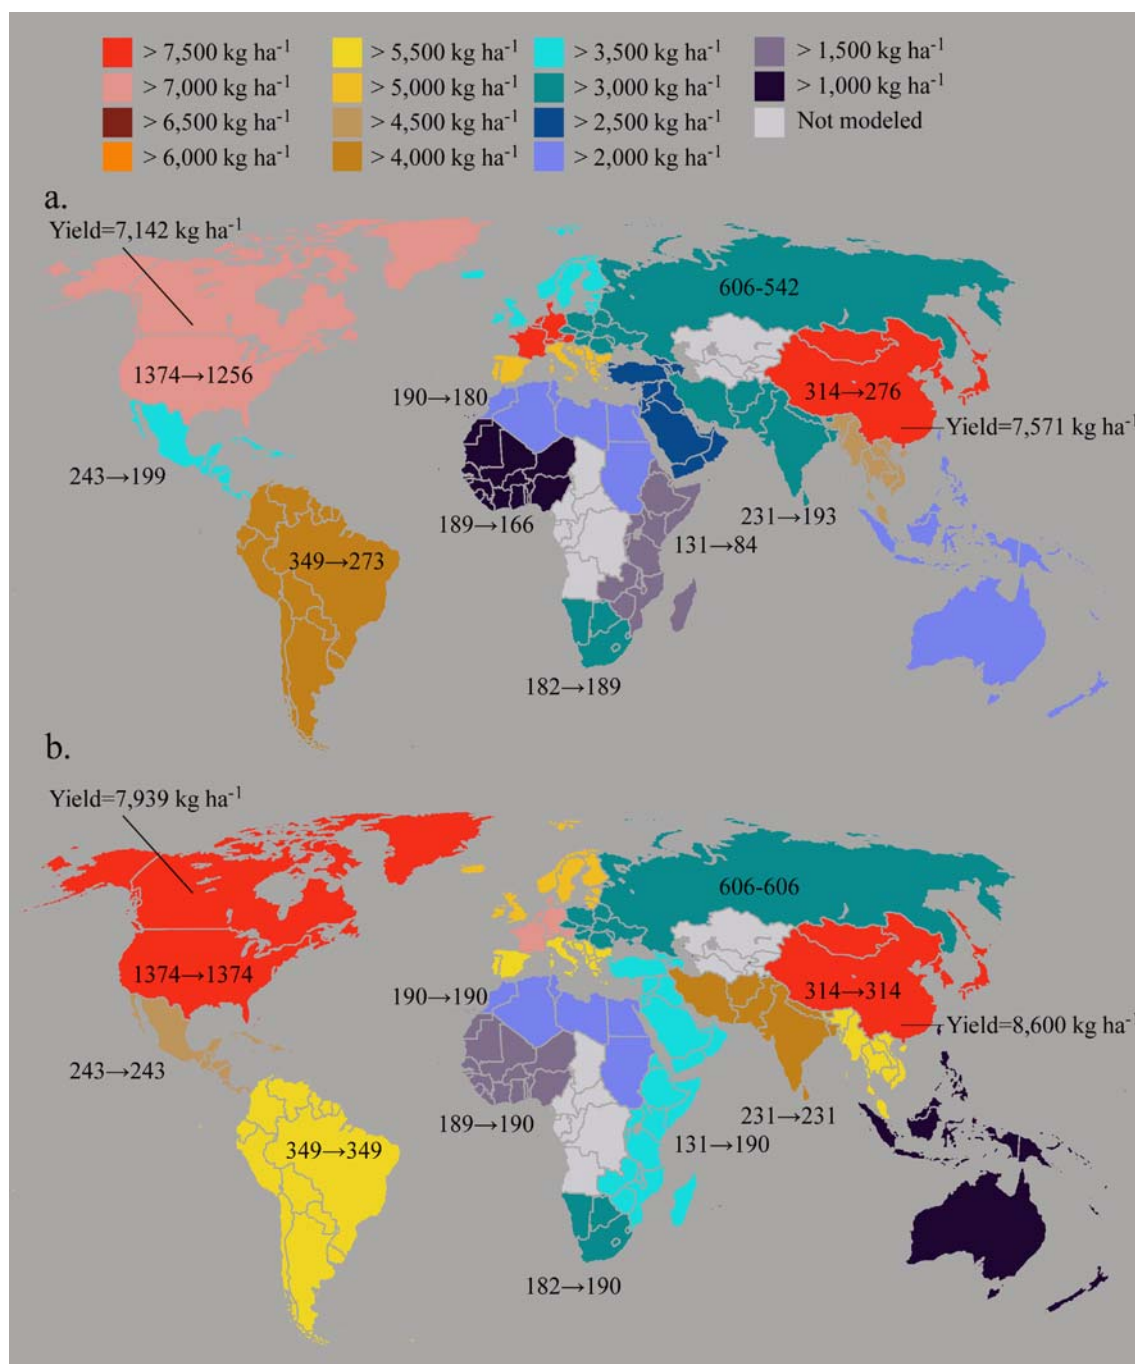 > 7,500 kg ha⁻¹
> 7,000 kg ha⁻¹
> 6,500 kg ha⁻¹
> 6,000 kg ha⁻¹
> 5,500 kg ha⁻¹
> 5,000 kg ha⁻¹
> 4,500 kg ha⁻¹
> 4,000 kg ha⁻¹
> 3,500 kg ha⁻¹
> 3,000 kg ha⁻¹
> 2,500 kg ha⁻¹
> 2,000 kg ha⁻¹
> 1,500 kg ha⁻¹
> 1,000 kg ha⁻¹
Not modeled
a.
Yield=7,142 kg ha⁻¹
606-542
1374→1256
190→180
314→276
Yield=7,571 kg ha⁻¹
243→199
189→166
231→193
131→84
349→273
182→189
b.
Yield=7,939 kg ha⁻¹
606-606
1374→1374
190→190
314→314
Yield=8,600 kg ha⁻¹
243→243
189→190
231→231
131→190
349→349
182→190